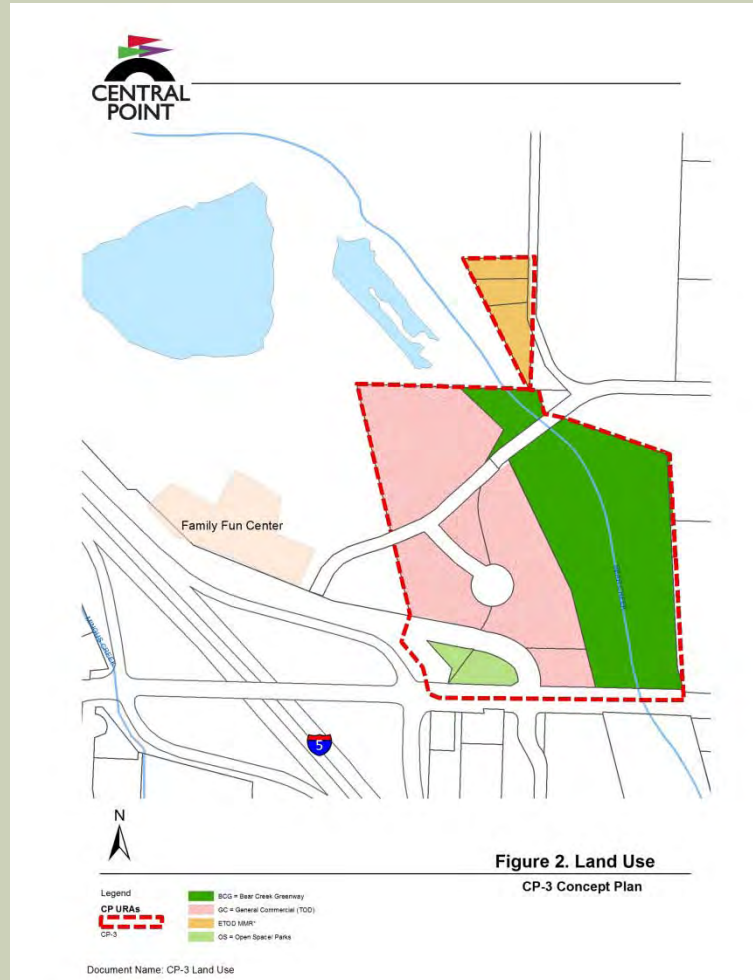 CENTRAL
POINT
Family Fun Center
5
N
Figure 2. Land Use
CP-3 Concept Plan
Legend
CP URAs
CP-3
BCG = Bear Creek Greenway
GC = General Commercial (TOD)
ETOD MMR*
OS = Open Space/ Parks
Document Name: CP-3 Land Use